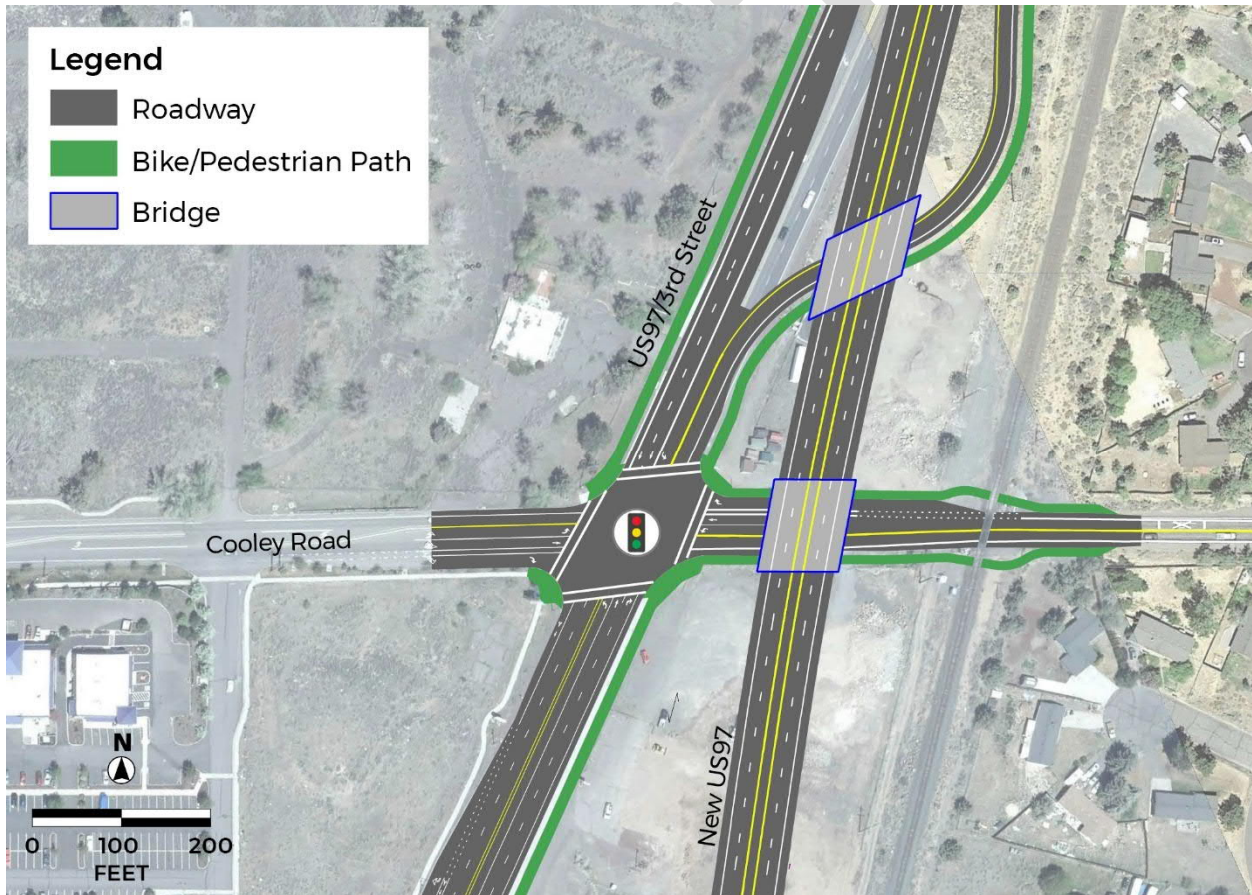 Legend
Roadway
Bike/Pedestrian Path
Bridge
US97/3rd Street
Cooley Road
New US97
N
0 100 200
FEET